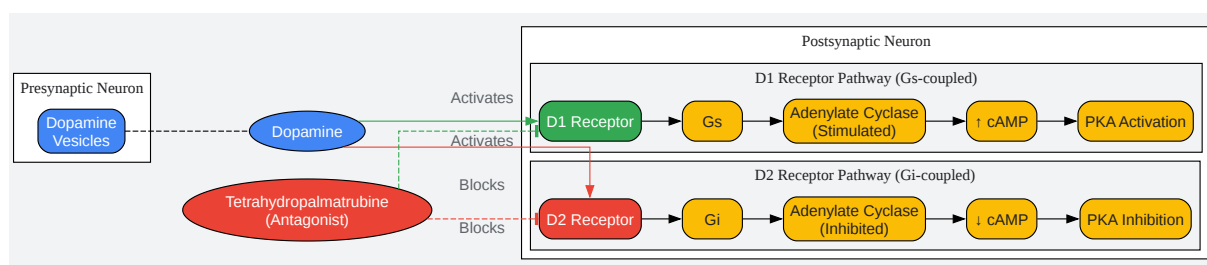 Postsynaptic Neuron
Presynaptic Neuron
Dopamine
Vesicles
Dopamine
Tetrahydropalmatrubine
(Antagonist)
Activates
Activates
Blocks
Blocks
D1 Receptor Pathway (Gs-coupled)
D1 Receptor
Gs
Adenylate Cyclase
(Stimulated)
↑ cAMP
PKA Activation
D2 Receptor Pathway (Gi-coupled)
D2 Receptor
Gi
Adenylate Cyclase
(Inhibited)
↓ cAMP
PKA Inhibition